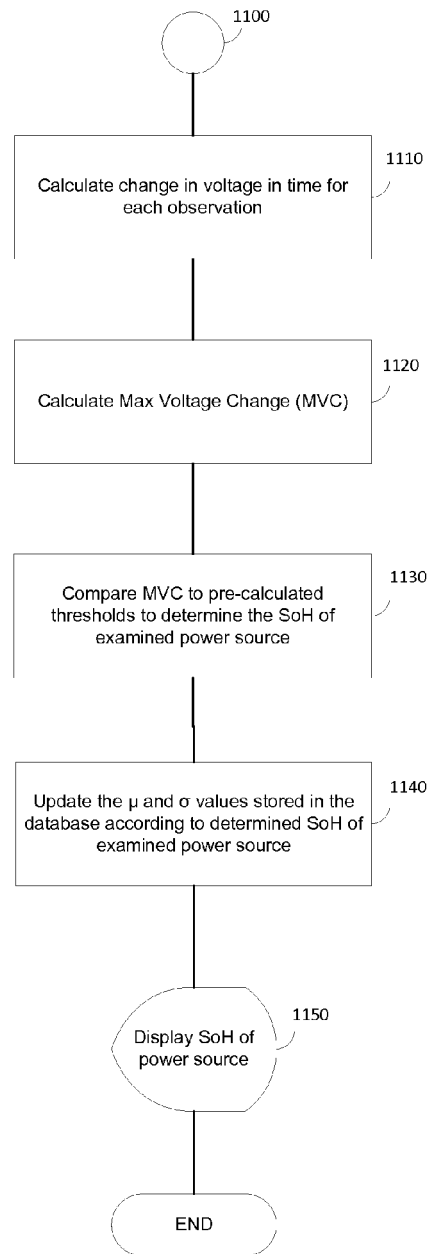 1100
1110
Calculate change in voltage in time for
each observation
1120
Calculate Max Voltage Change (MVC)
1130
Compare MVC to pre-calculated
thresholds to determine the SoH of
examined power source
1140
Update the μ and σ values stored in the
database according to determined SoH of
examined power source
1150
Display SoH of
power source
END